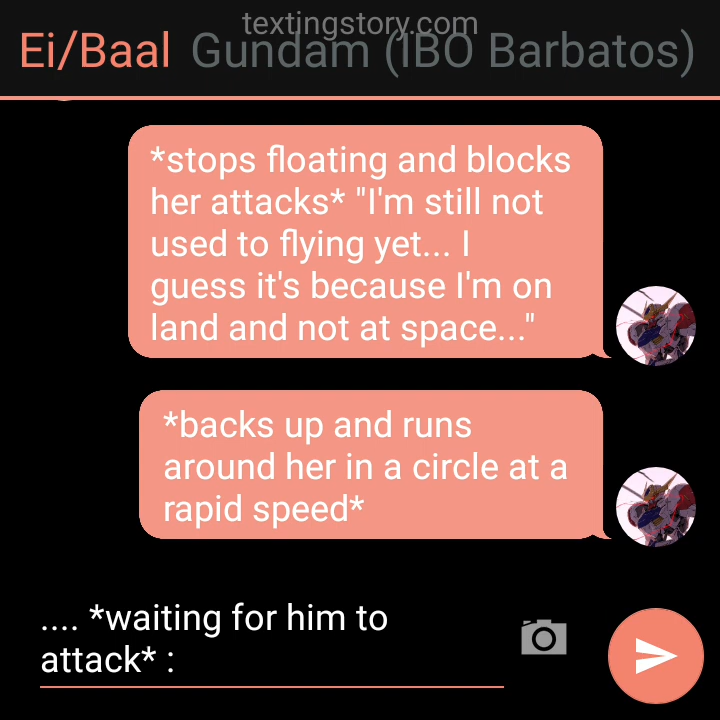 textingstory.com
Ei/Baal Gundam (IBO Barbatos)
*stops floating and blocks
her attacks* "I'm still not
used to flying yet... I
guess it's because I'm on
land and not at space..."
*backs up and runs
around her in a circle at a
rapid speed*
.... *waiting for him to
attack* :